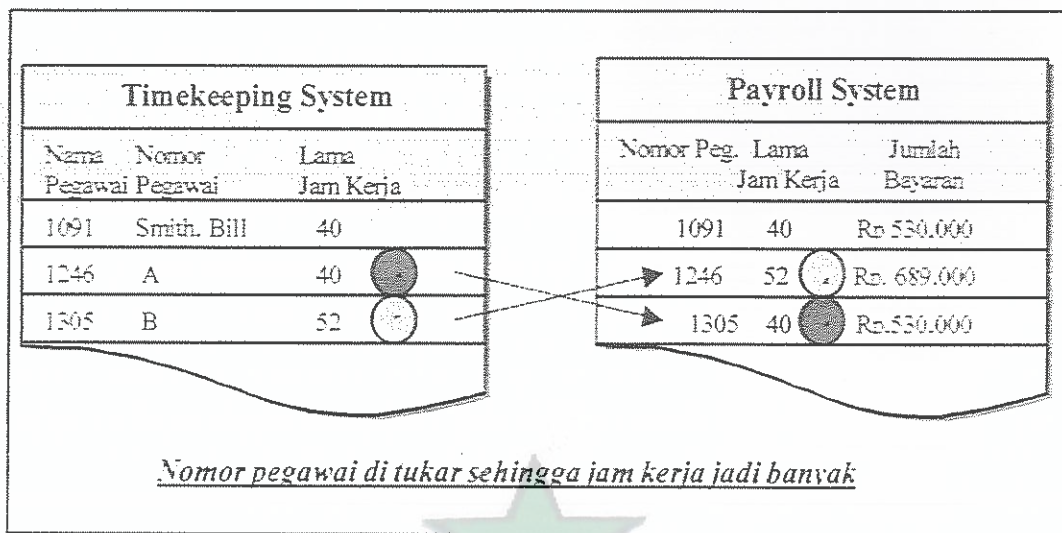 Timekeeping System
Nama Nomor Lama
Pegawai Pegawai Jam Kerja
1091 Smith. Bill 40
1246 A 40
1305 B 52
Payroll System
Nomor Peg. Lama Jumlah
Jam Kerja Bayaran
1091 40 Rp 530.000
1246 52 Rp. 689.000
1305 40 Rp.530.000
Nomor pegawai di tukar sehingga jam kerja jadi banyak